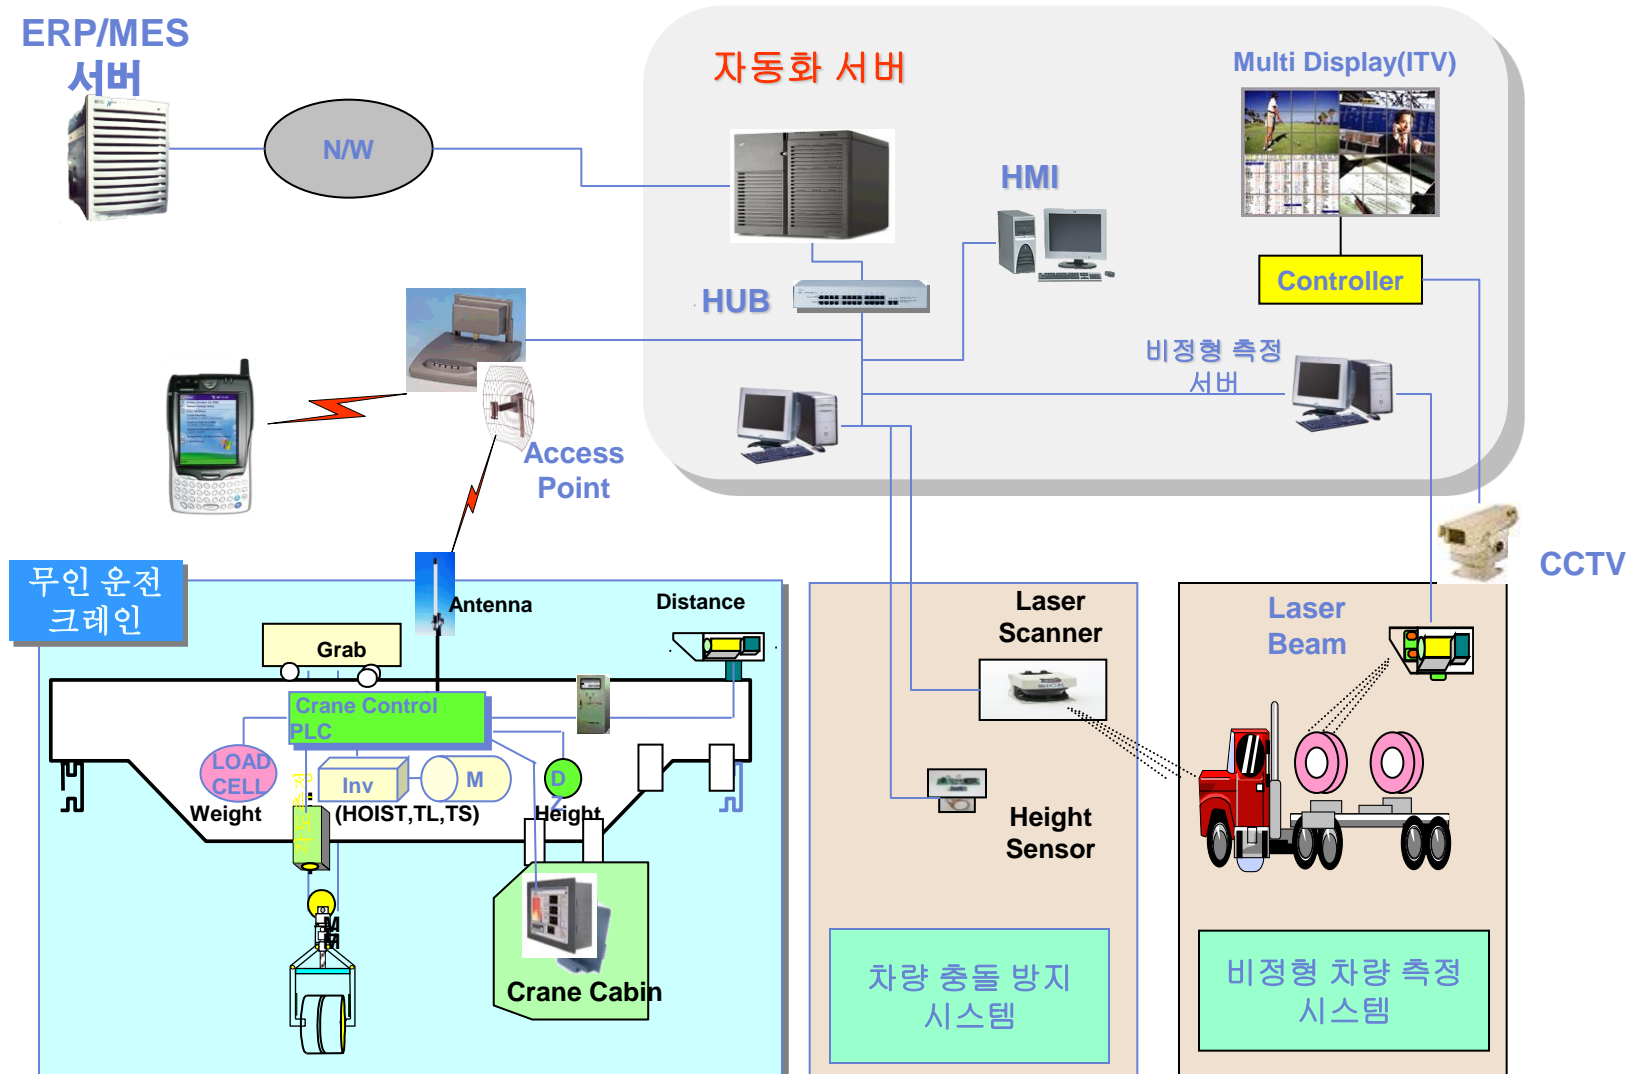 ERP/MES
서버
N/W
자동화 서버
Multi Display(ITV)
HMI
HUB
Controller
비정형 측정
서버
Access
Point
CCTV
무인 운전
크레인
Antenna
Distance
Grab
Crane Control
PLC
LOAD
CELL
Inv
M
D
Weight
(HOIST,TL,TS)
Height
Crane Cabin
Laser
Scanner
Height
Sensor
차량 충돌 방지
시스템
Laser
Beam
비정형 차량 측정
시스템